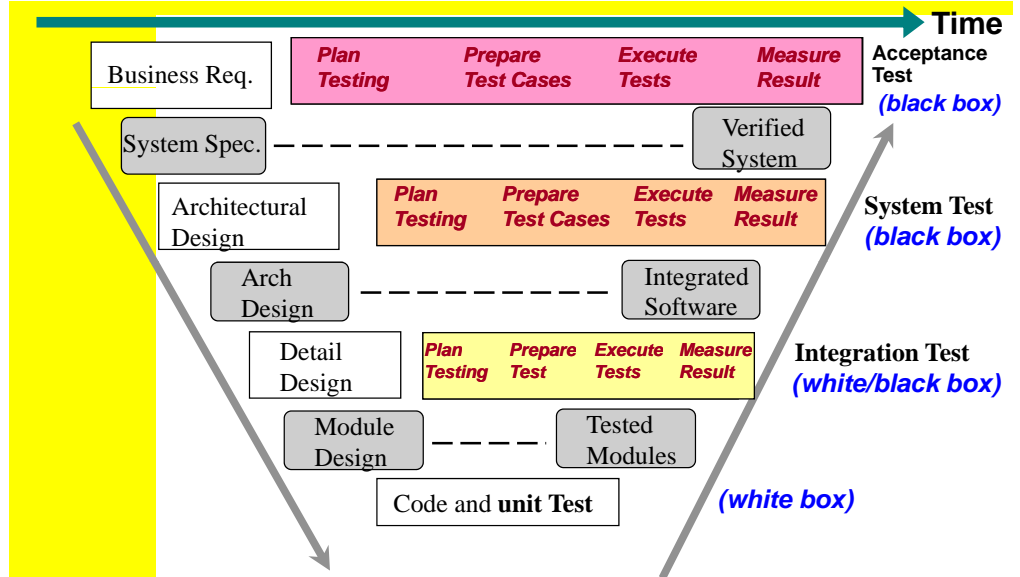 Time
Business Req.
Plan
Testing
Prepare
Test Cases
Execute
Tests
Measure
Result
Acceptance
Test
(black box)
System Spec.
Verified
System
Architectural
Design
Plan
Testing
Prepare
Test Cases
Execute
Tests
Measure
Result
System Test
(black box)
Arch
Design
Integrated
Software
Detail
Design
Plan
Testing
Prepare
Test
Execute
Tests
Measure
Result
Integration Test
(white/black box)
Module
Design
Tested
Modules
Code and unit Test
(white box)